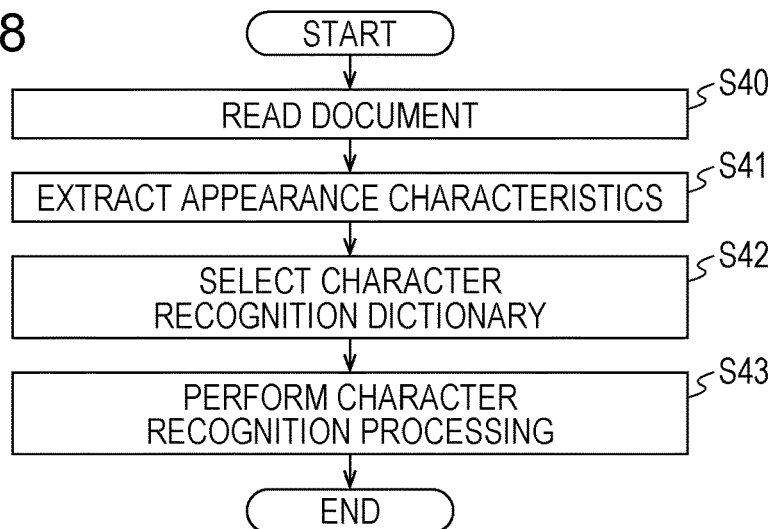 8
START
S40
READ DOCUMENT
S41
EXTRACT APPEARANCE CHARACTERISTICS
S42
SELECT CHARACTER
RECOGNITION DICTIONARY
S43
PERFORM CHARACTER
RECOGNITION PROCESSING
END